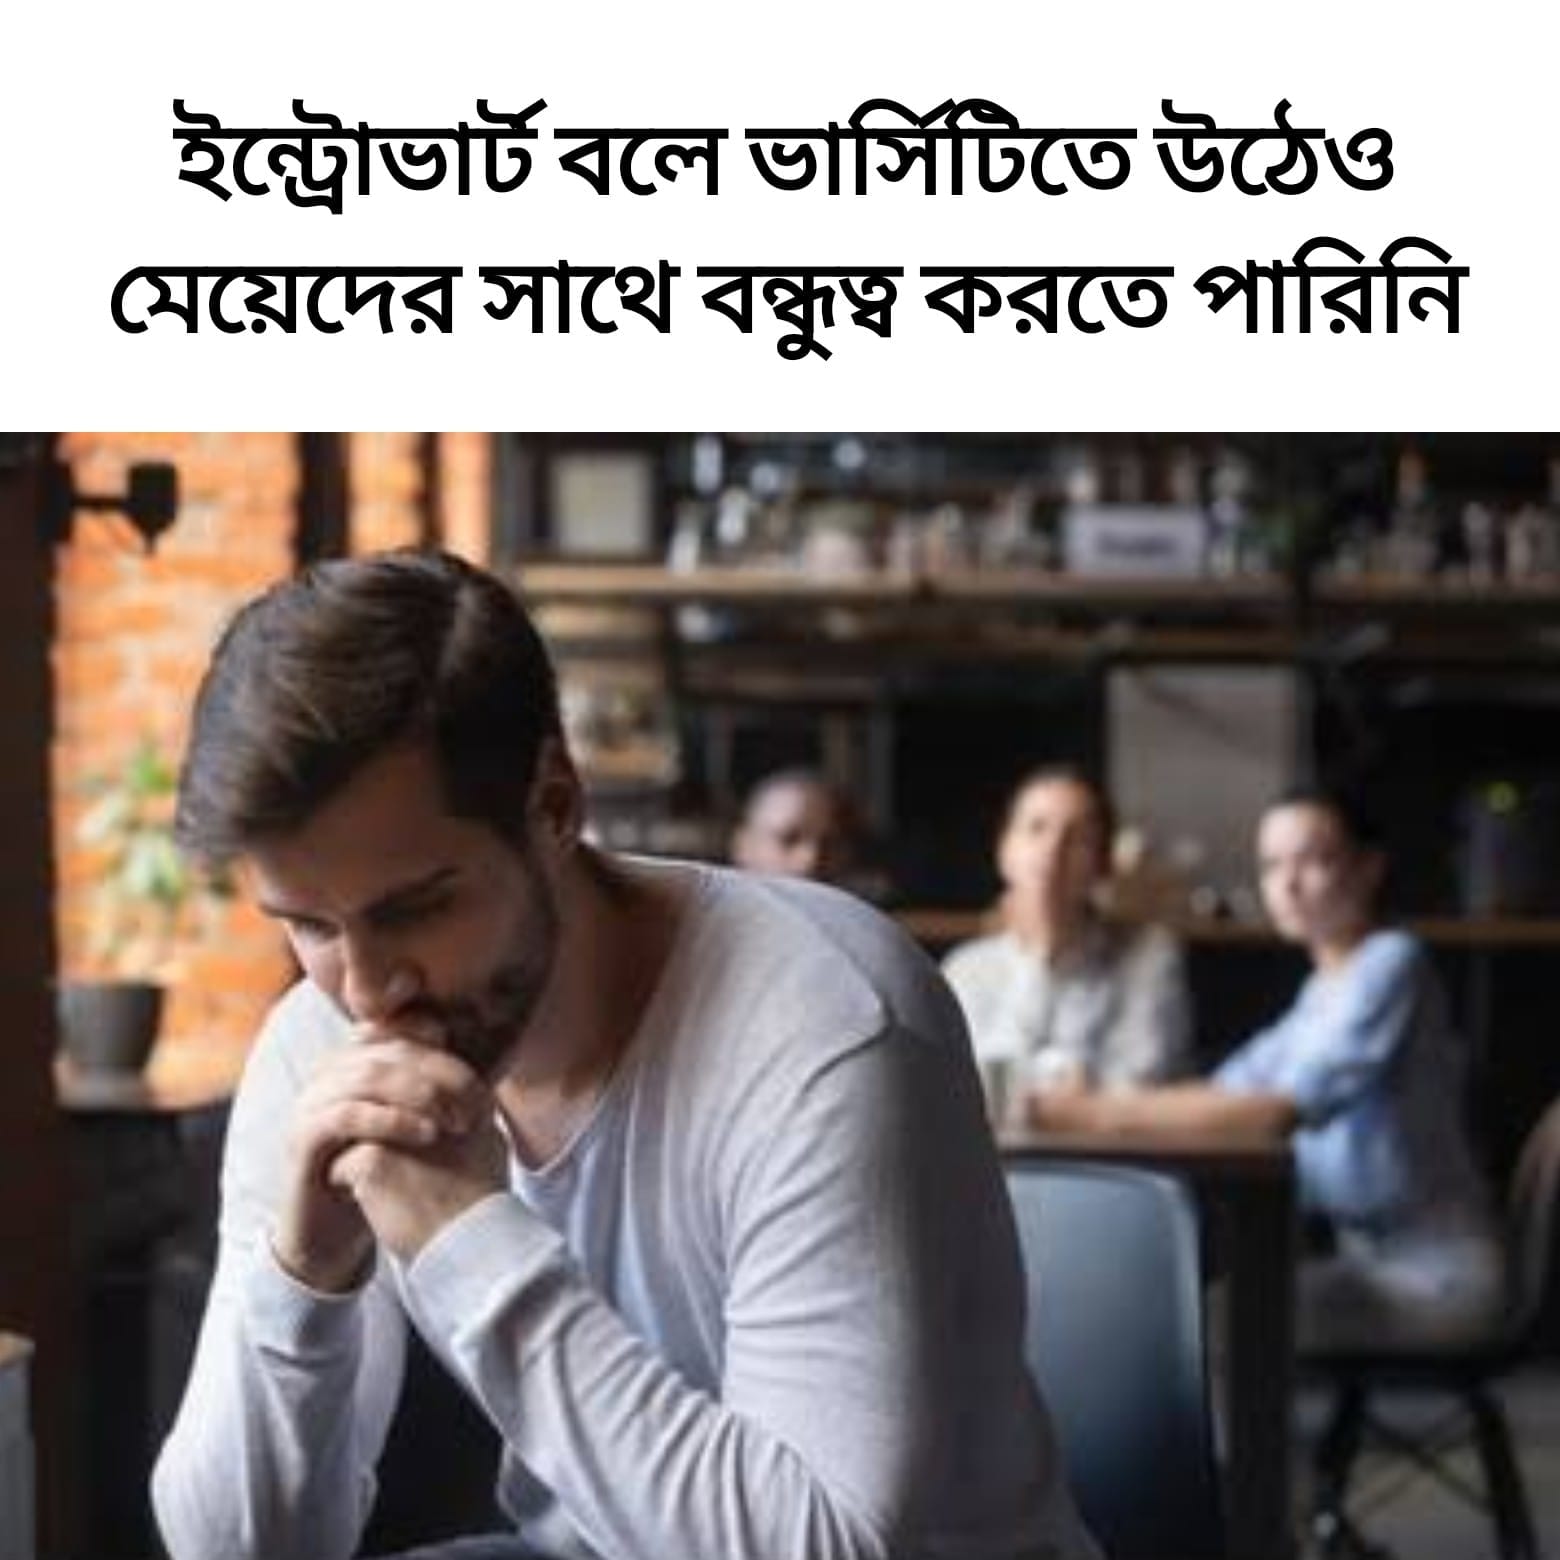 ইন্ট্রোভার্ট বলে ভার্সিটিতে উঠেও
মেয়েদের সাথে বন্ধুত্ব করতে পারিনি